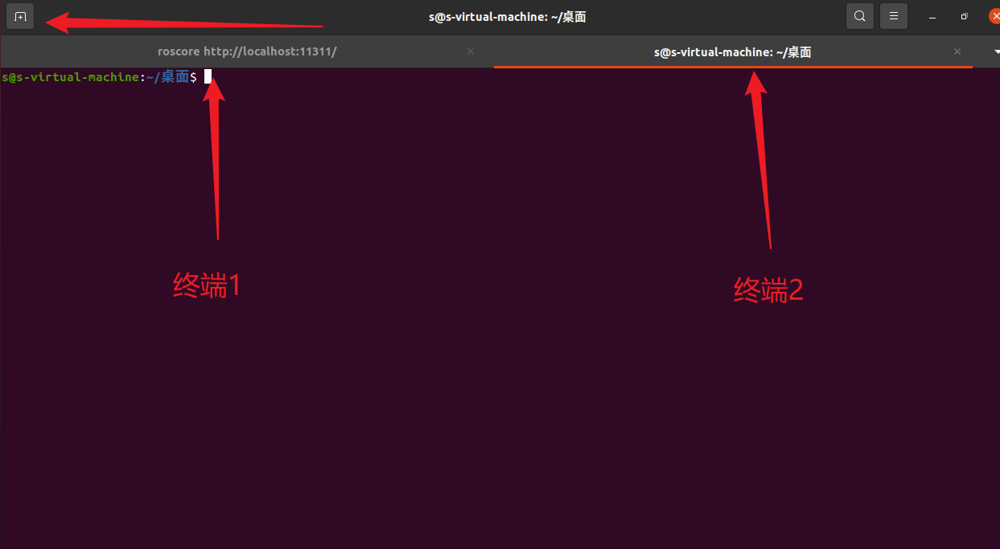 s@s-virtual-machine: ~/桌面
roscore http://localhost:11311/
s@s-virtual-machine: ~/桌面
s@s-virtual-machine:~/桌面$
终端1
终端2